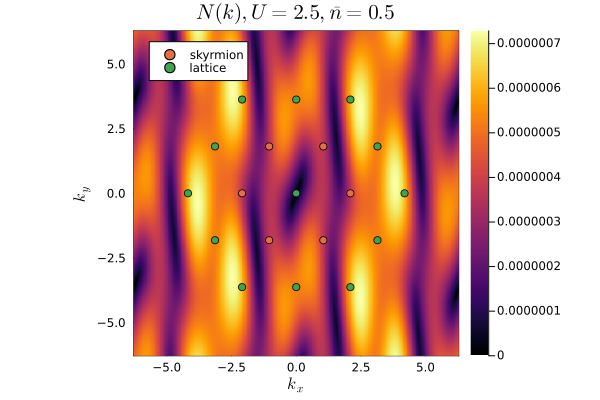 N(k), U = 2.5, n̄ = 0.5
skyrmion
lattice
5.0
2.5
0.0
−2.5
−5.0
k_y
−5.0 −2.5 0.0 2.5 5.0
k_x
0.0000007
0.0000006
0.0000005
0.0000004
0.0000003
0.0000002
0.0000001
0